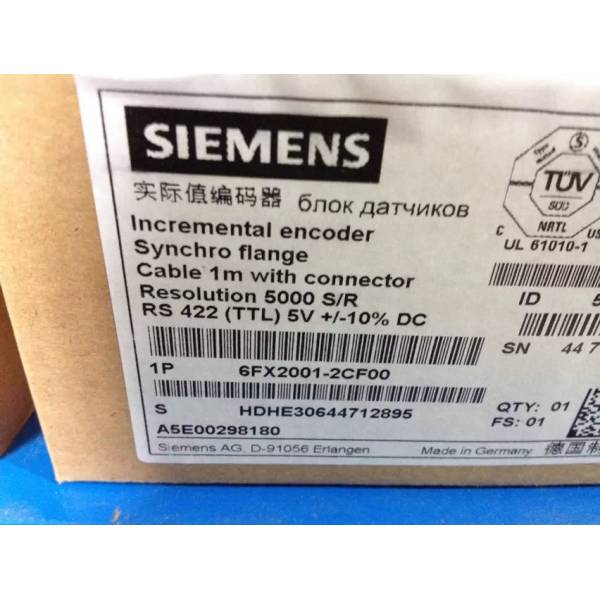 SIEMENS
实际值编码器 блок датчиков
Incremental encoder
Synchro flange
Cable 1m with connector
Resolution 5000 S/R
RS 422 (TTL) 5V +/-10% DC
TÜV
SÜD
C NRTL US
UL 61010-1
ID
SN 44 7
1P 6FX2001-2CF00
S HDHE30644712895
QTY: 01
FS: 01
A5E00298180
Siemens AG, D-91056 Erlangen
Made in Germany 德国制